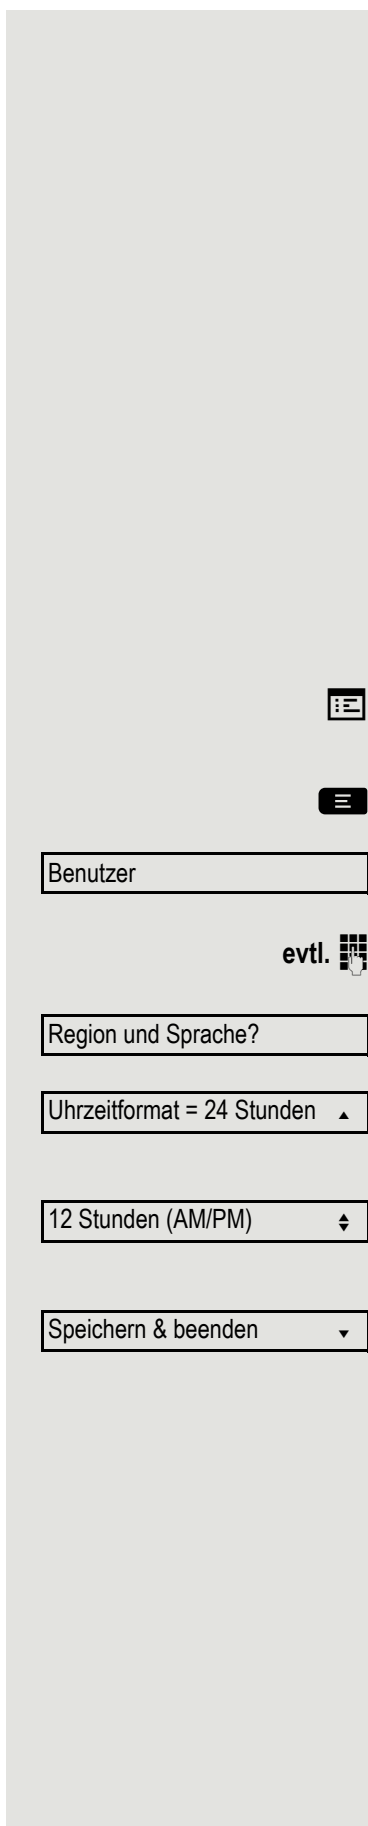 Benutzer
evtl.
Region und Sprache?
Uhrzeitformat = 24 Stunden
12 Stunden (AM/PM)
Speichern & beenden